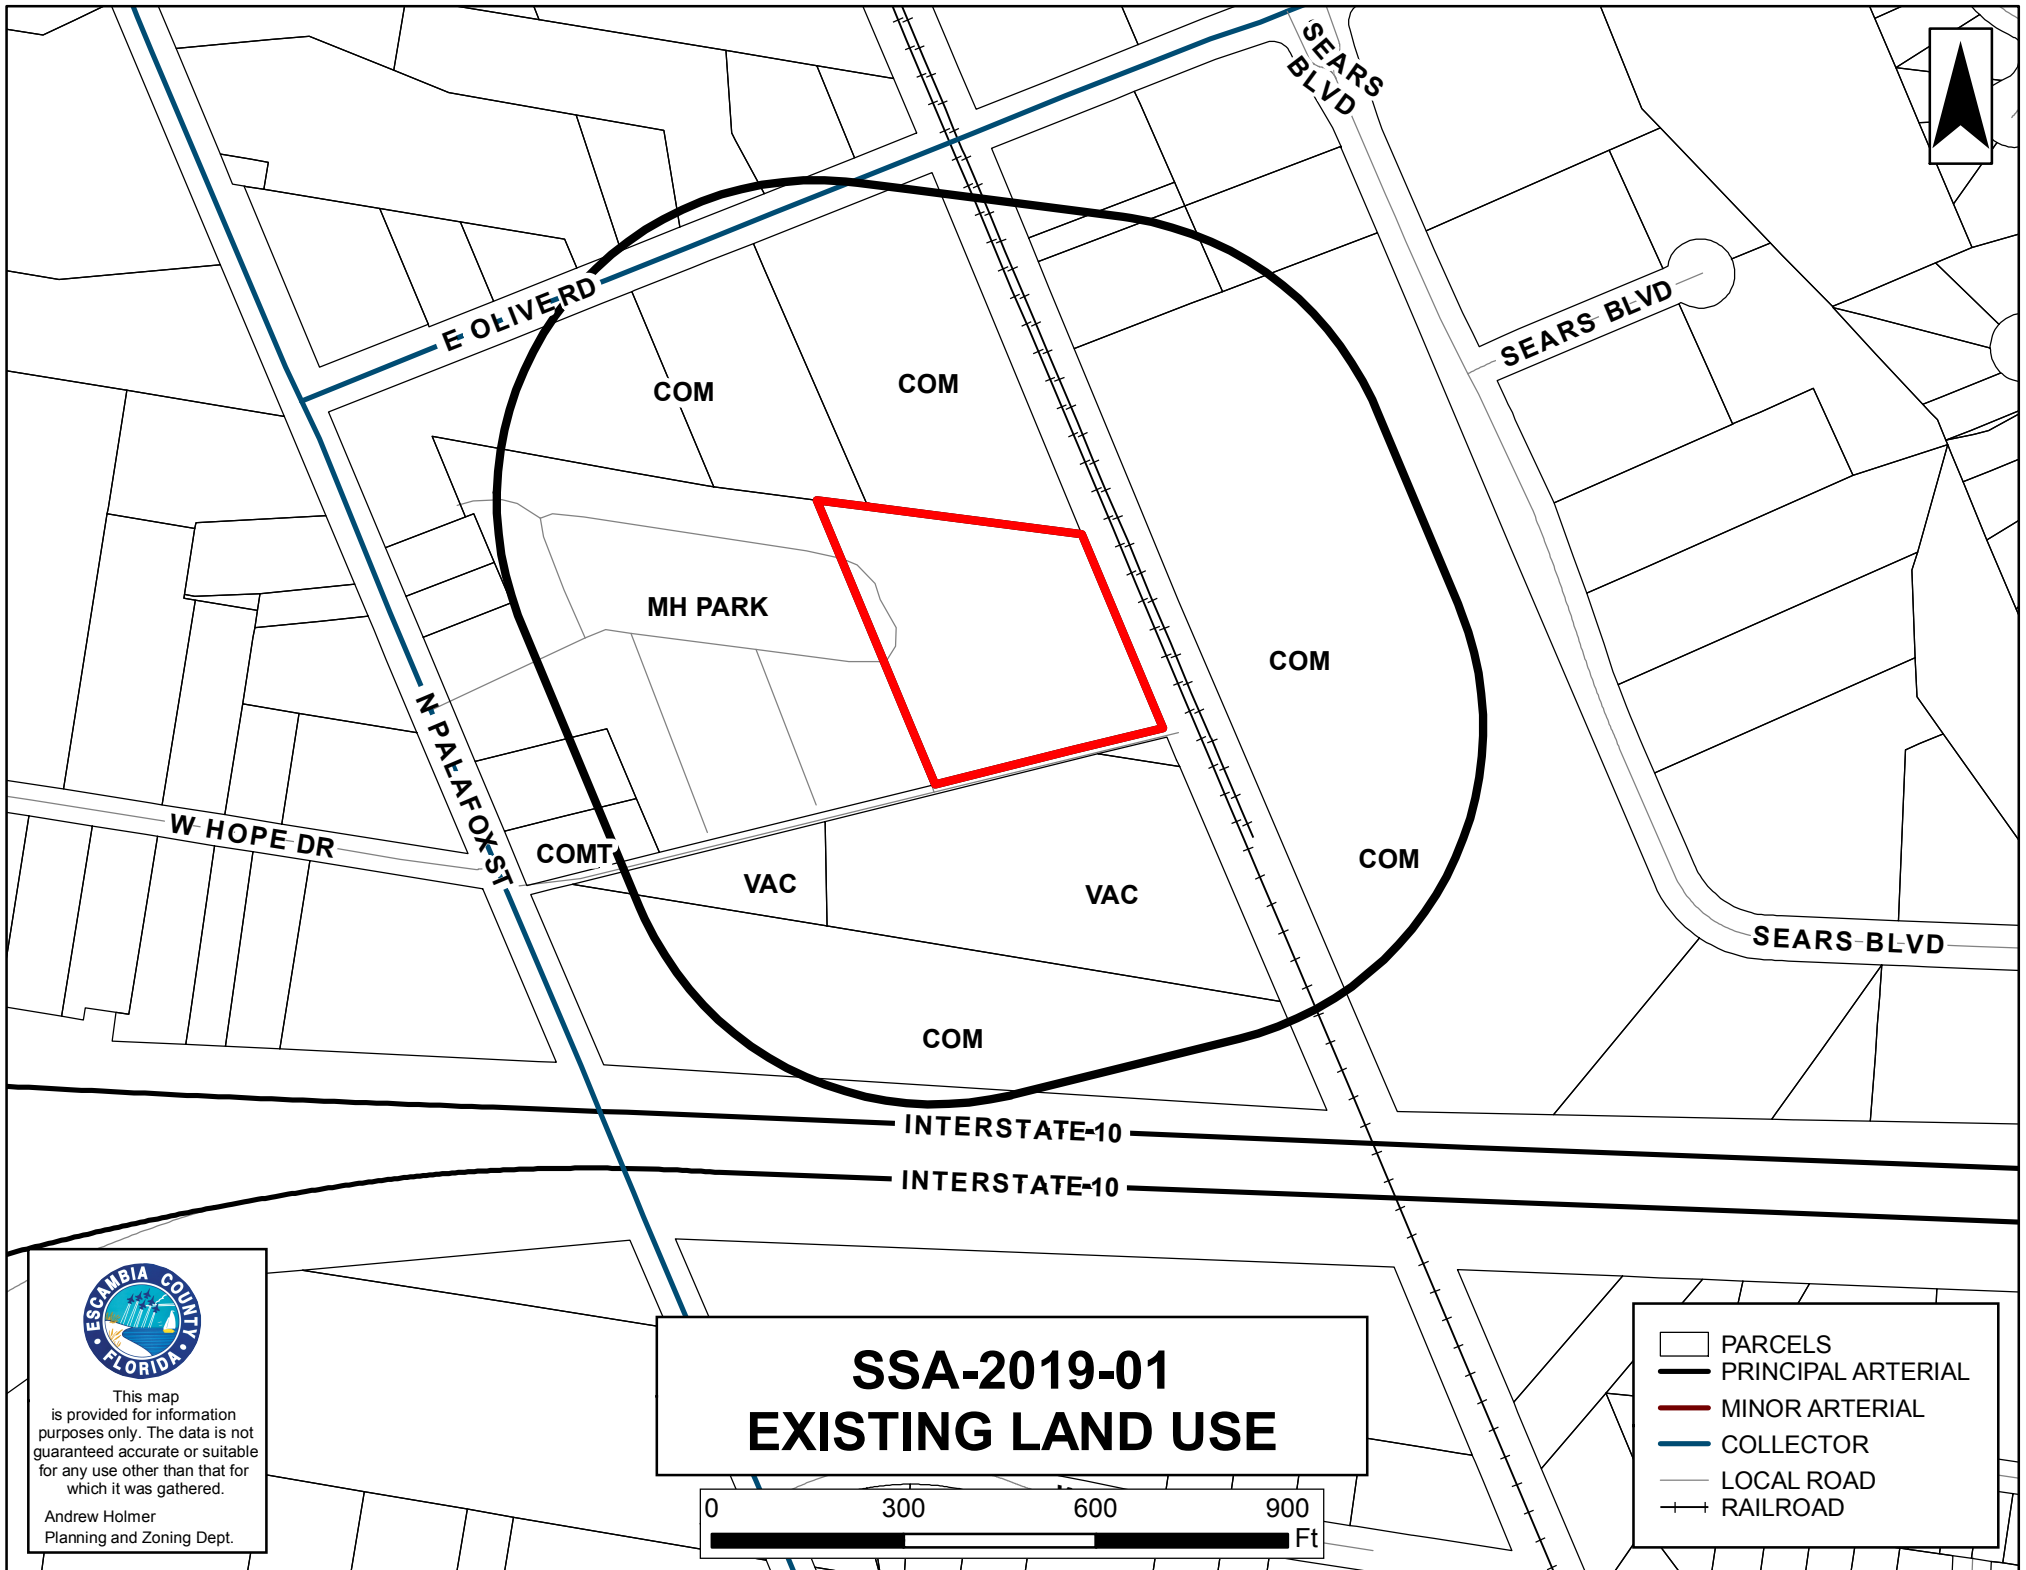 SEARS
BLVD
E OLIVE RD
SEARS BLVD
COM
COM
MH PARK
COM
N PALAFOX ST
W HOPE DR
COMT
VAC
VAC
COM
SEARS BLVD
COM
INTERSTATE 10
INTERSTATE 10
ESCAMBIA COUNTY
FLORIDA
This map
is provided for information
purposes only. The data is not
guaranteed accurate or suitable
for any use other than that for
which it was gathered.
Andrew Holmer
Planning and Zoning Dept.
SSA-2019-01
EXISTING LAND USE
0 300 600 900
Ft
PARCELS
PRINCIPAL ARTERIAL
MINOR ARTERIAL
COLLECTOR
LOCAL ROAD
RAILROAD